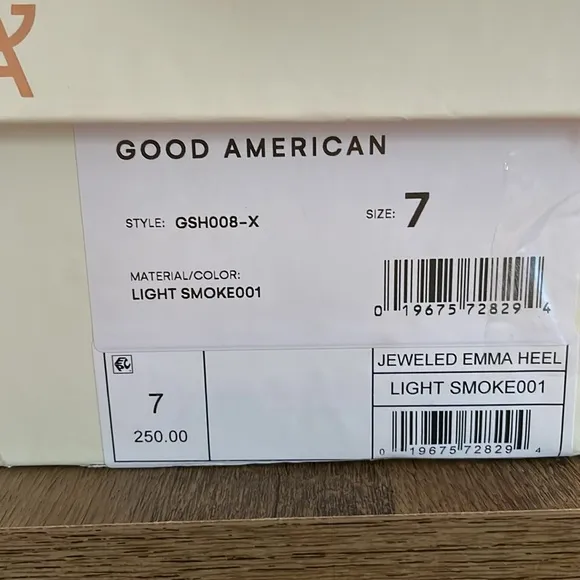 GOOD AMERICAN
STYLE: GSH008-X
SIZE: 7
MATERIAL/COLOR:
LIGHT SMOKE001
0 19675 72829 4
7
250.00
JEWELED EMMA HEEL
LIGHT SMOKE001
0 19675 72829 4